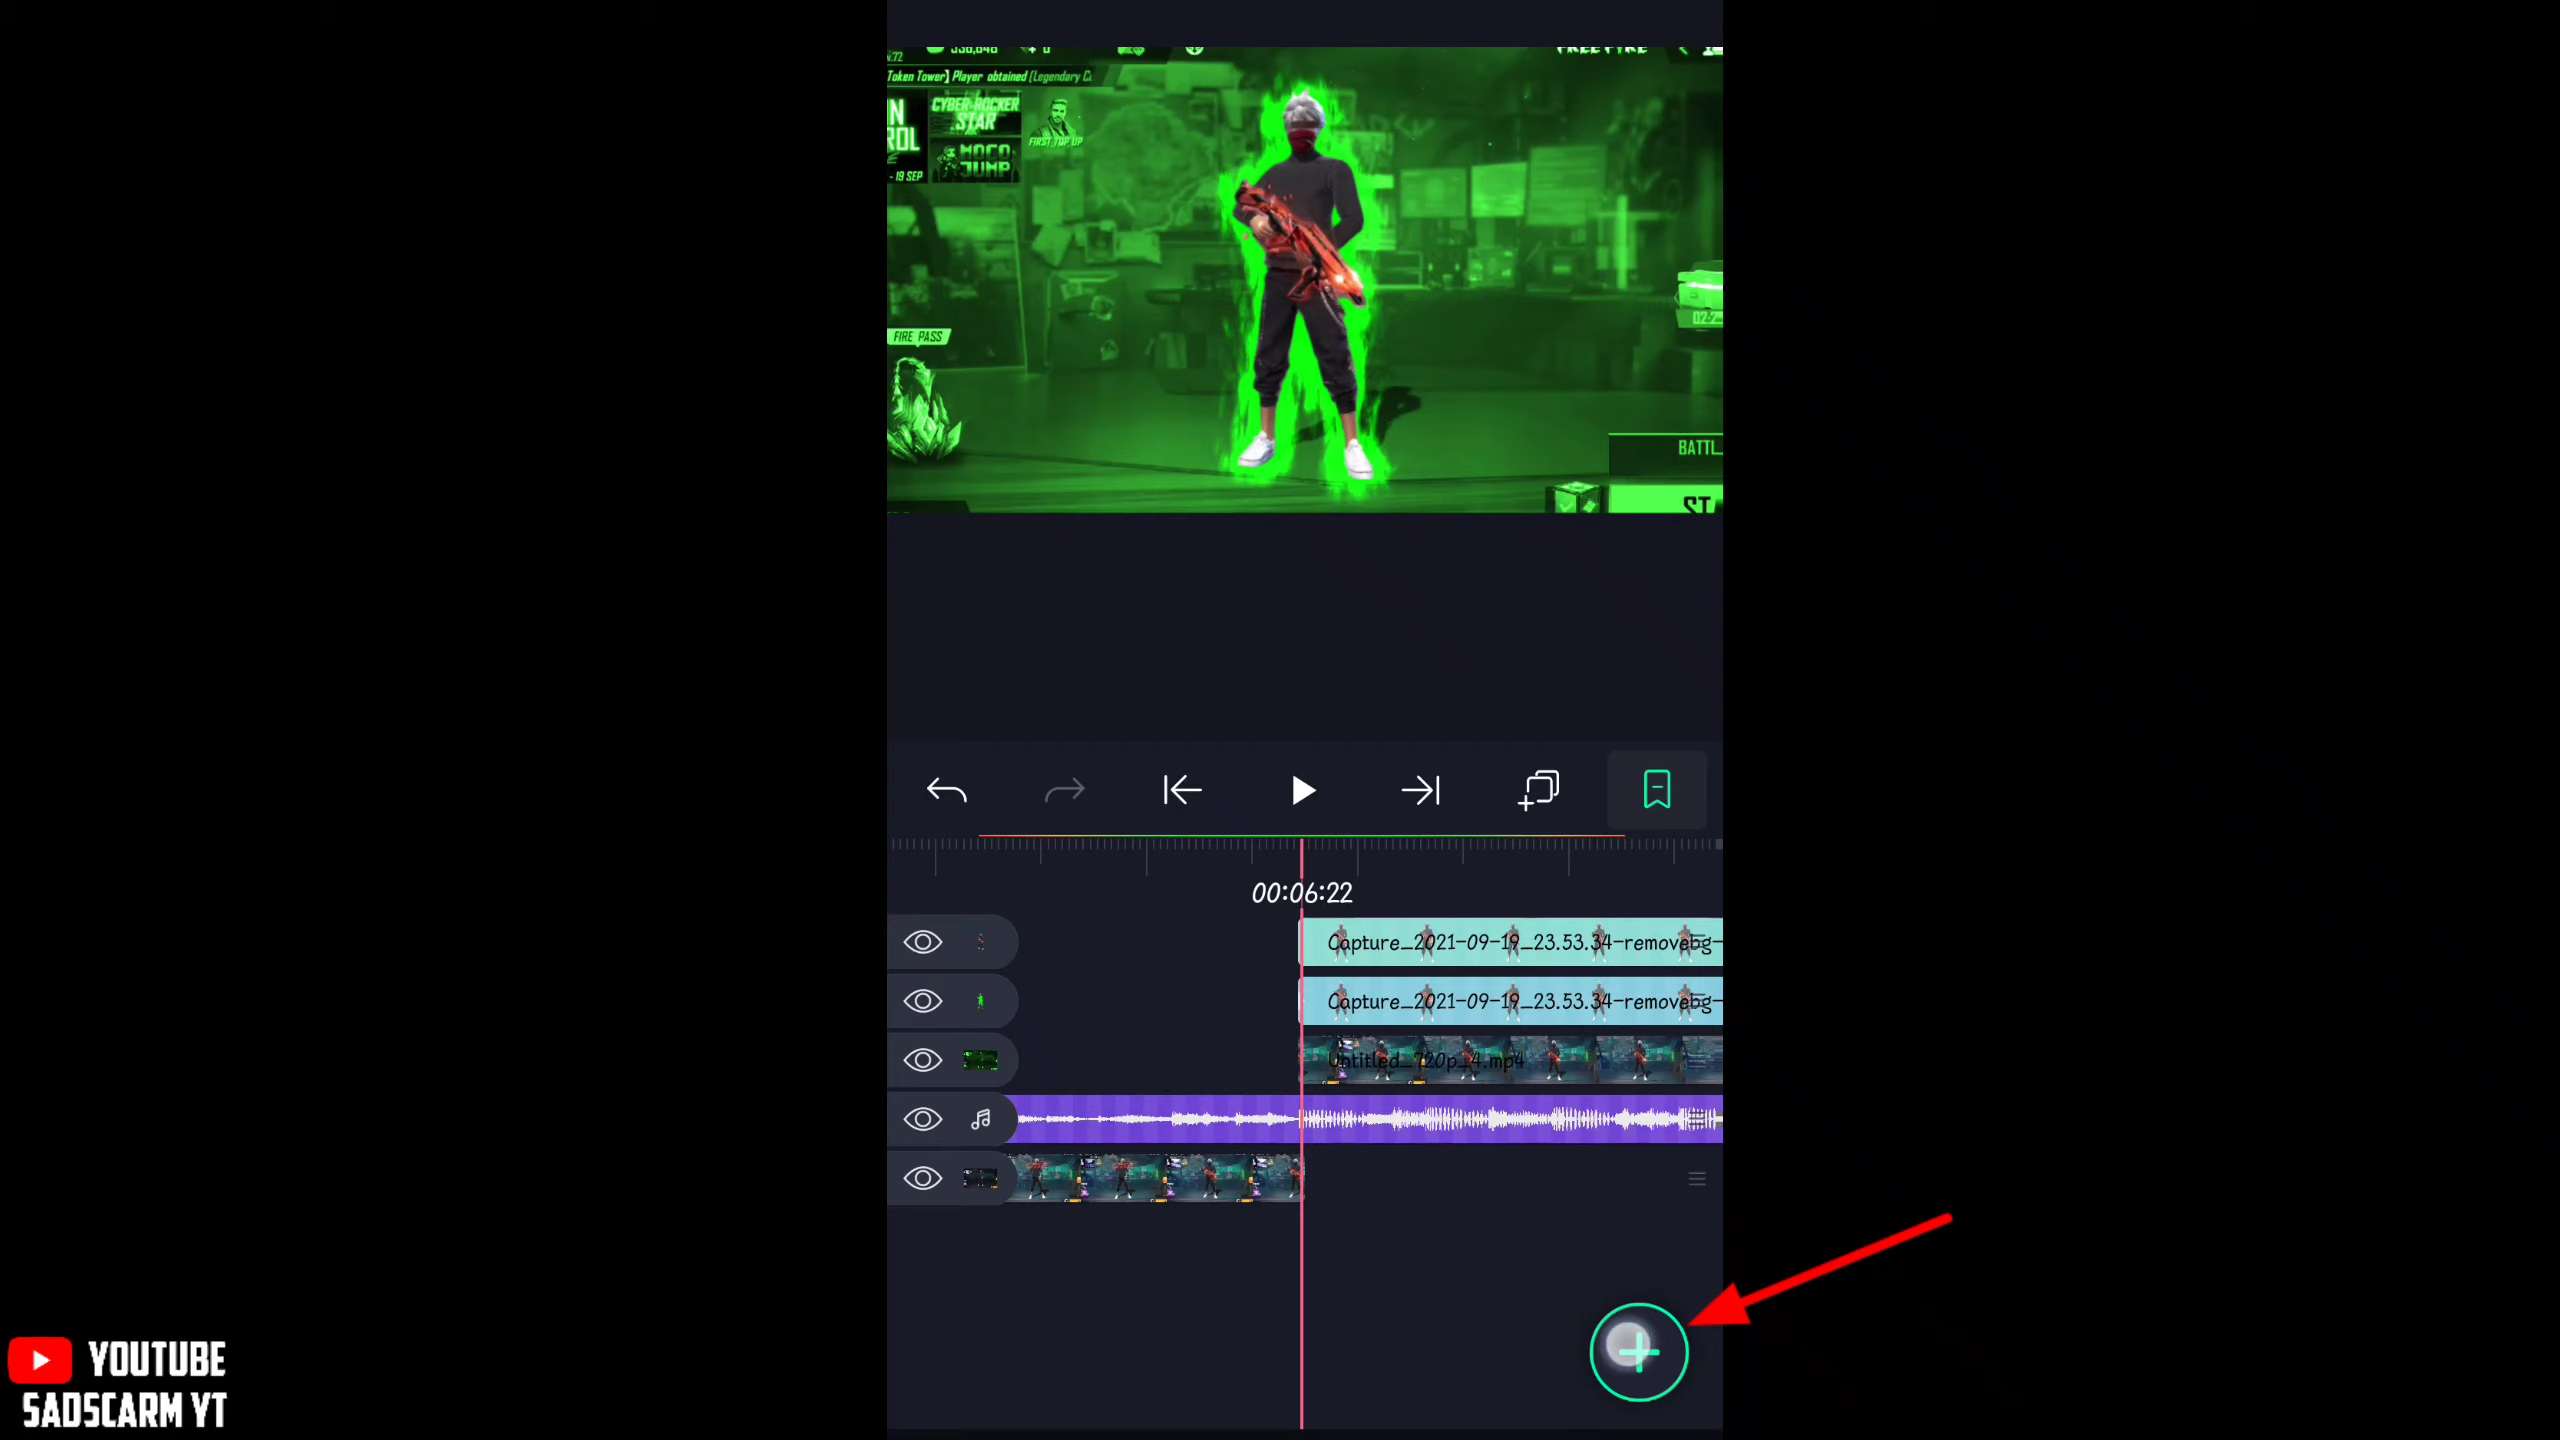 Token Tower] Player obtained [Legendary
CYBER-ROCKER
STAR
MOCO
JUMP
- 19 SEP
FIRST TOP UP
FIRE PASS
FREE FIRE
BATTL
ST
00:06:22
Capture_2021-09-19_23.53.34-removebg-
Capture_2021-09-19_23.53.34-removebg-
Untitled_720p_4.mp4
YOUTUBE
SADSCARM YT